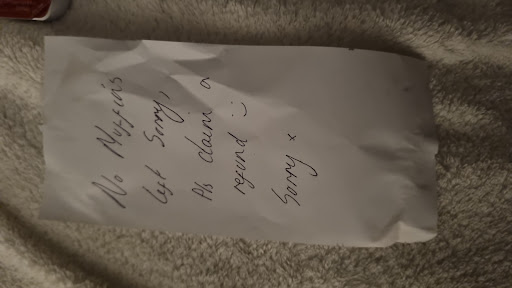 No Muffins
left Sorry,
Pls claim a
refund :)
Sorry x